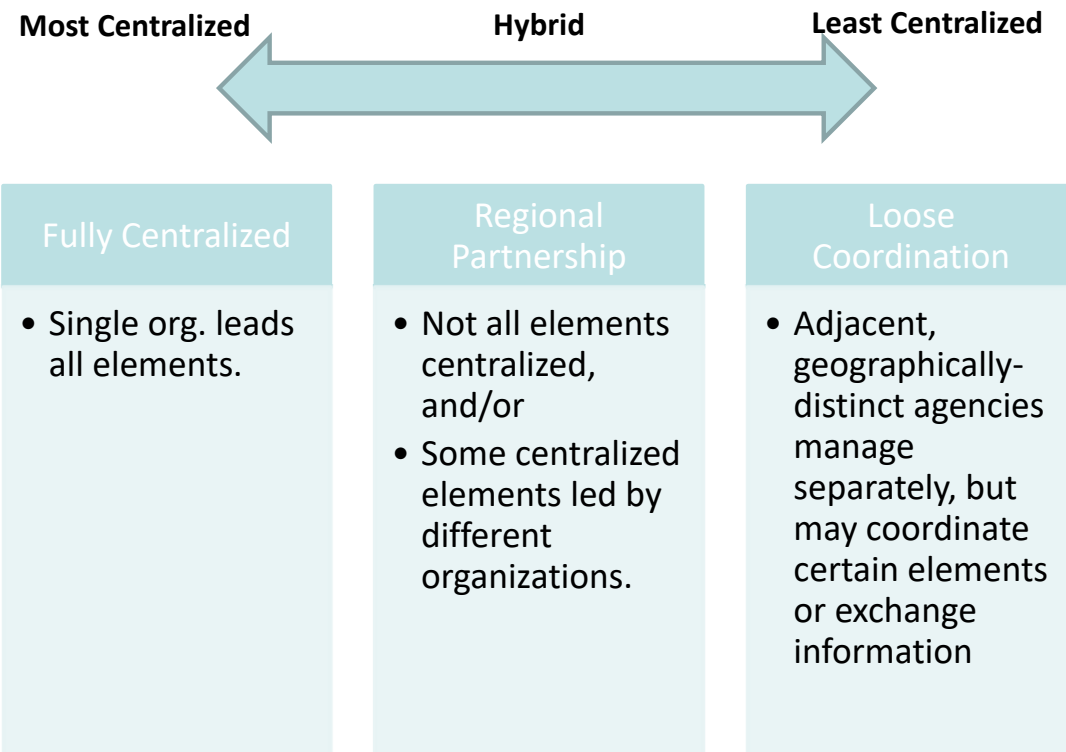 Most Centralized
Hybrid
Least Centralized
Fully Centralized
• Single org. leads
all elements.
Regional
Partnership
• Not all elements
centralized,
and/or
• Some centralized
elements led by
different
organizations.
Loose
Coordination
• Adjacent,
geographically-
distinct agencies
manage
separately, but
may coordinate
certain elements
or exchange
information